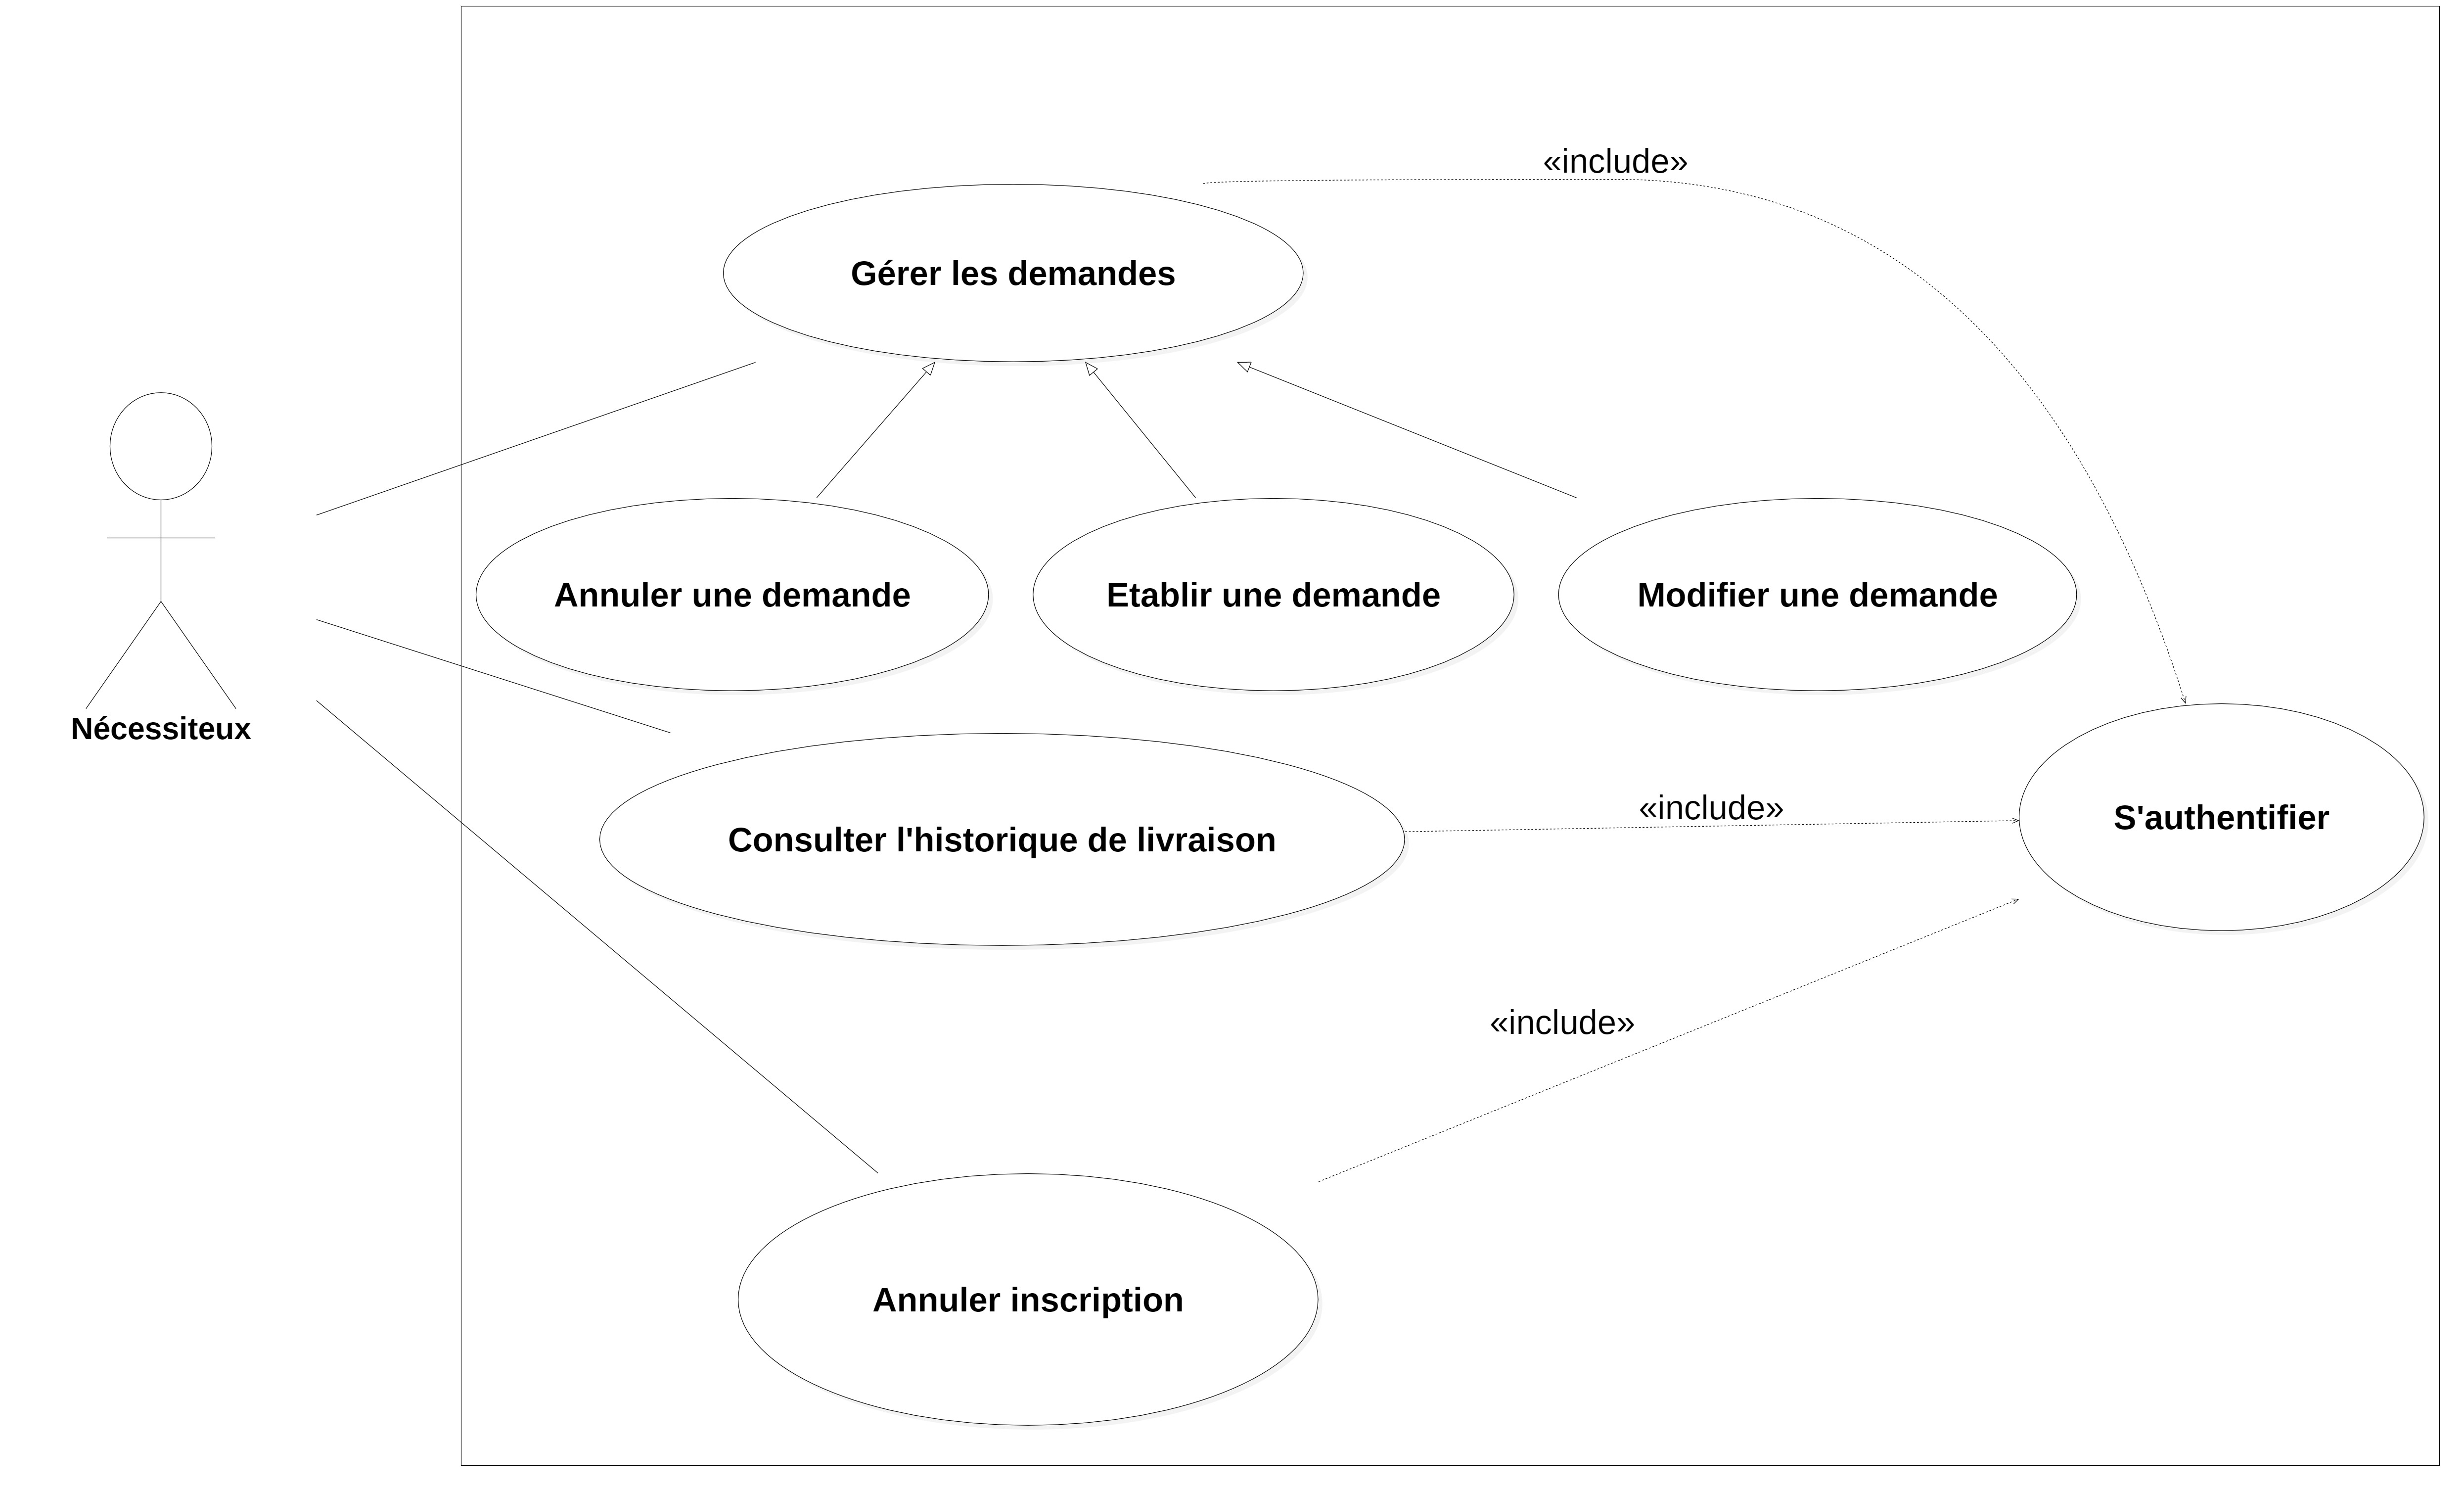 «include»
Gérer les demandes
Annuler une demande
Etablir une demande
Modifier une demande
Nécessiteux
«include»
S'authentifier
Consulter l'historique de livraison
«include»
Annuler inscription